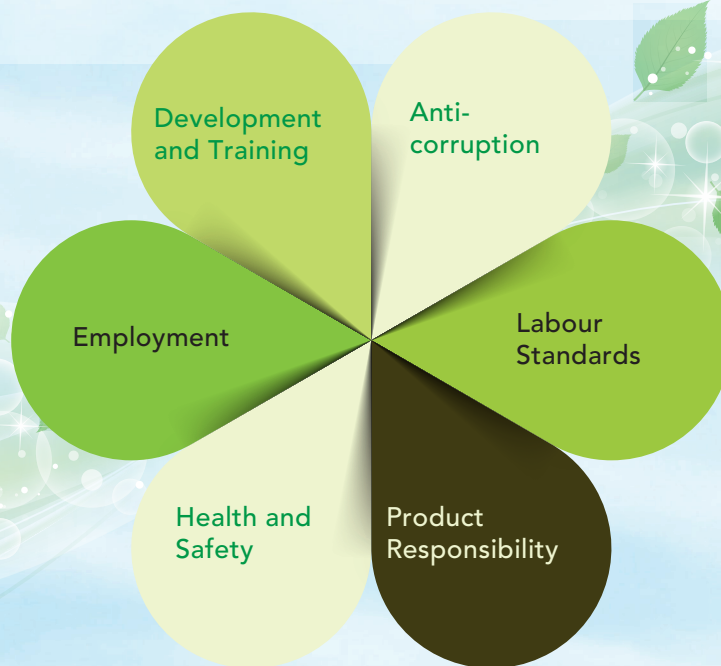 Development
and Training
Anti-
corruption
Employment
Labour
Standards
Health and
Safety
Product
Responsibility